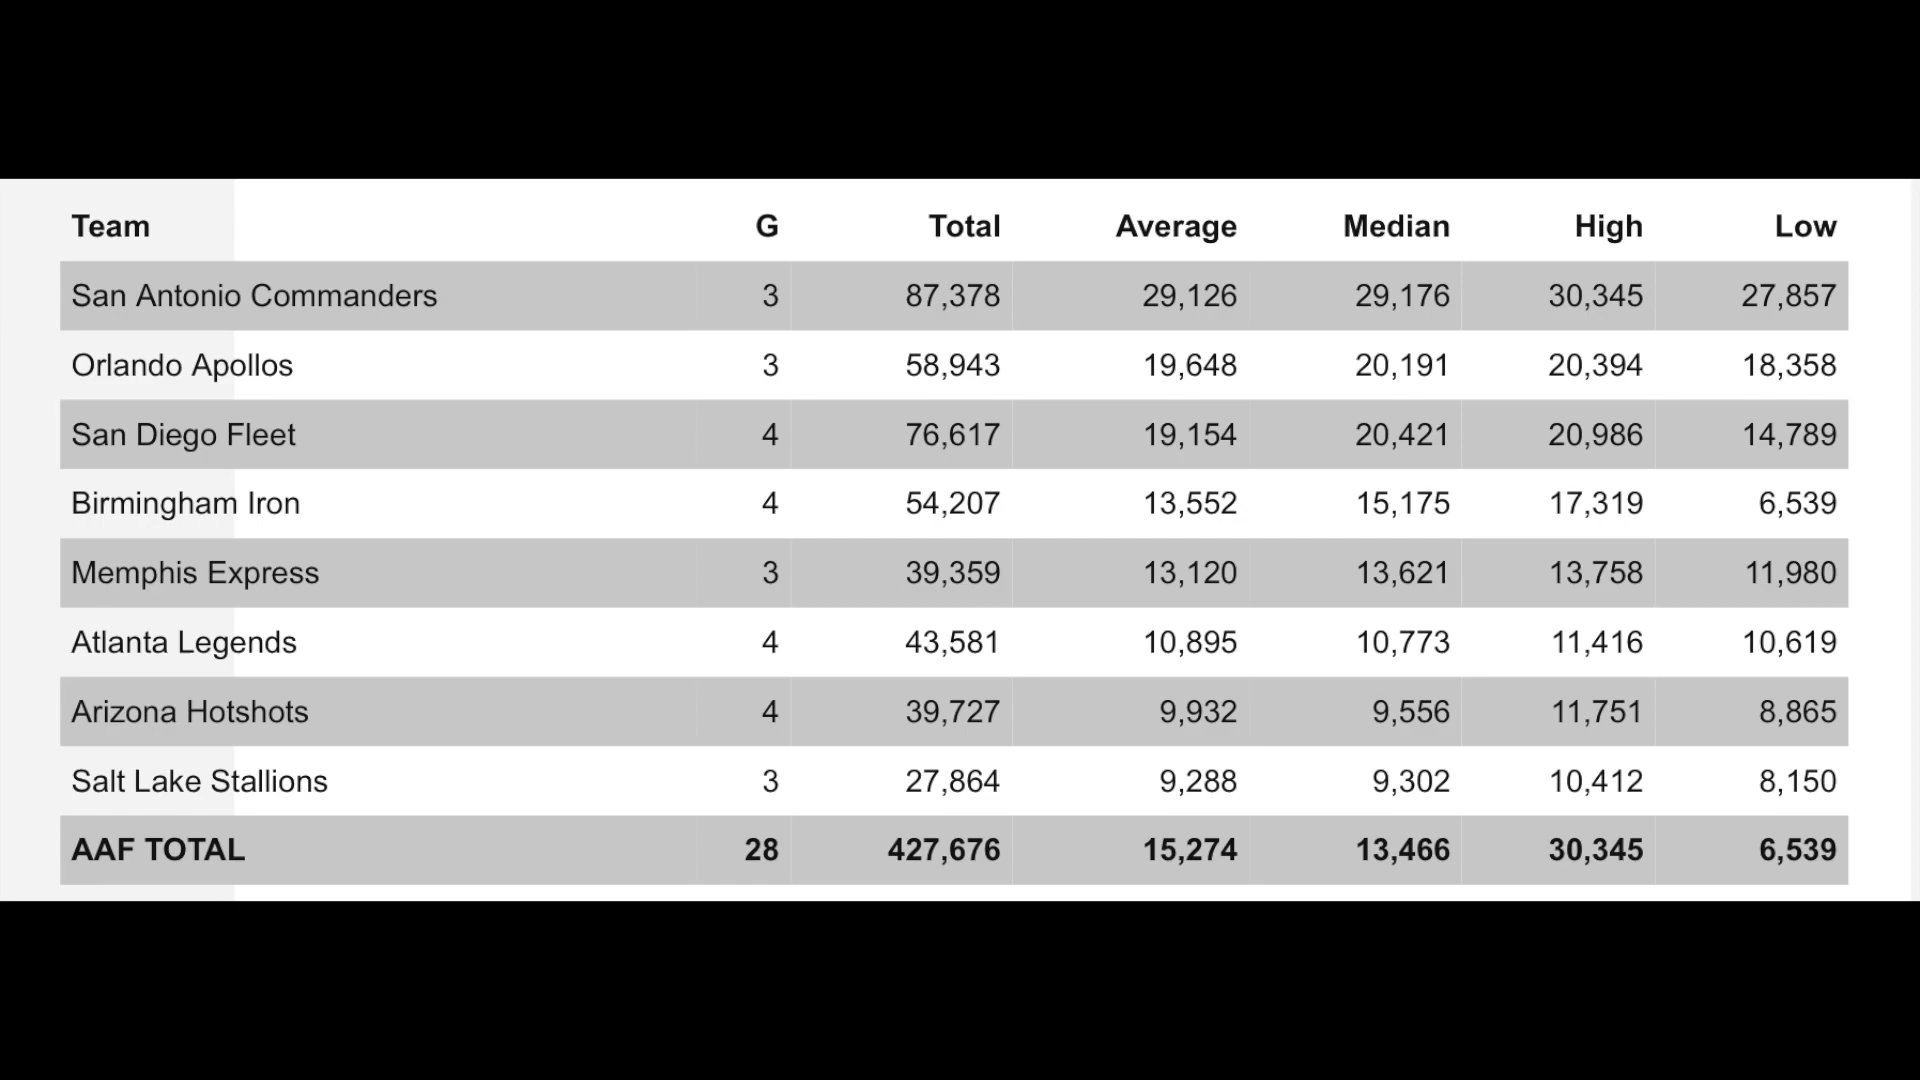 Team G Total Average Median High Low
San Antonio Commanders 3 87,378 29,126 29,176 30,345 27,857
Orlando Apollos 3 58,943 19,648 20,191 20,394 18,358
San Diego Fleet 4 76,617 19,154 20,421 20,986 14,789
Birmingham Iron 4 54,207 13,552 15,175 17,319 6,539
Memphis Express 3 39,359 13,120 13,621 13,758 11,980
Atlanta Legends 4 43,581 10,895 10,773 11,416 10,619
Arizona Hotshots 4 39,727 9,932 9,556 11,751 8,865
Salt Lake Stallions 3 27,864 9,288 9,302 10,412 8,150
AAF TOTAL 28 427,676 15,274 13,466 30,345 6,539